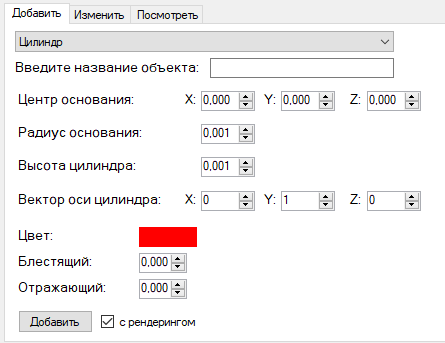 Добавить Изменить Посмотреть
Цилиндр
Введите название объекта:
Центр основания: X: 0,000 Y: 0,000 Z: 0,000
Радиус основания: 0,001
Высота цилиндра: 0,001
Вектор оси цилиндра: X: 0 Y: 1 Z: 0
Цвет:
Блестящий: 0,000
Отражающий: 0,000
Добавить с рендерингом